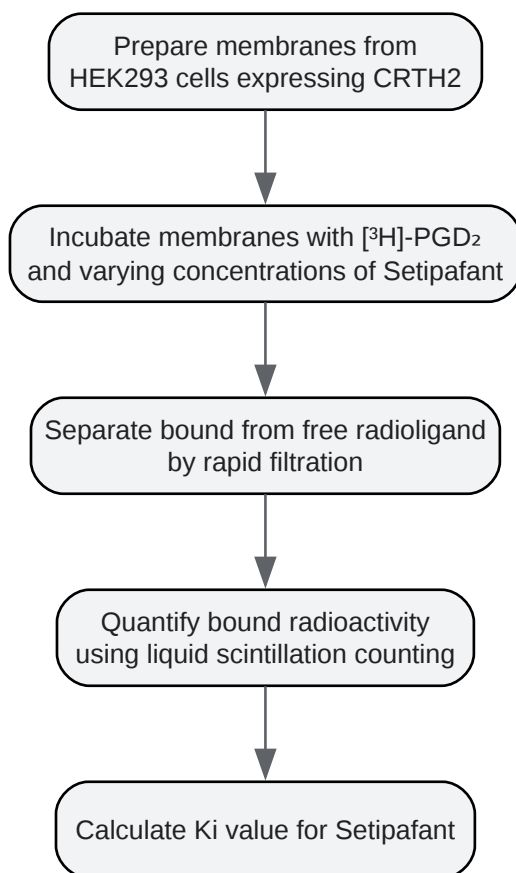 Prepare membranes from
HEK293 cells expressing CRTH2
Incubate membranes with [³H]-PGD₂
and varying concentrations of Setipafant
Separate bound from free radioligand
by rapid filtration
Quantify bound radioactivity
using liquid scintillation counting
Calculate Ki value for Setipafant